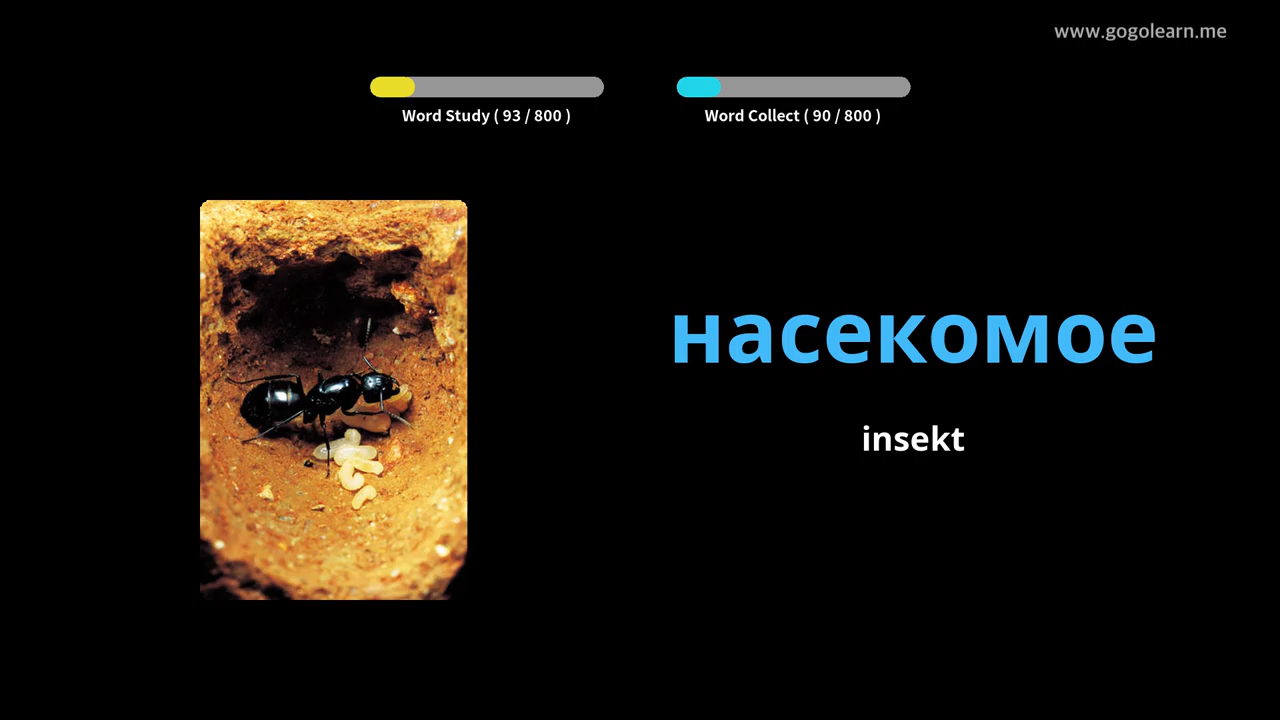 www.gogolearn.me
Word Study ( 93 / 800 )
Word Collect ( 90 / 800 )
насекомое
insekt